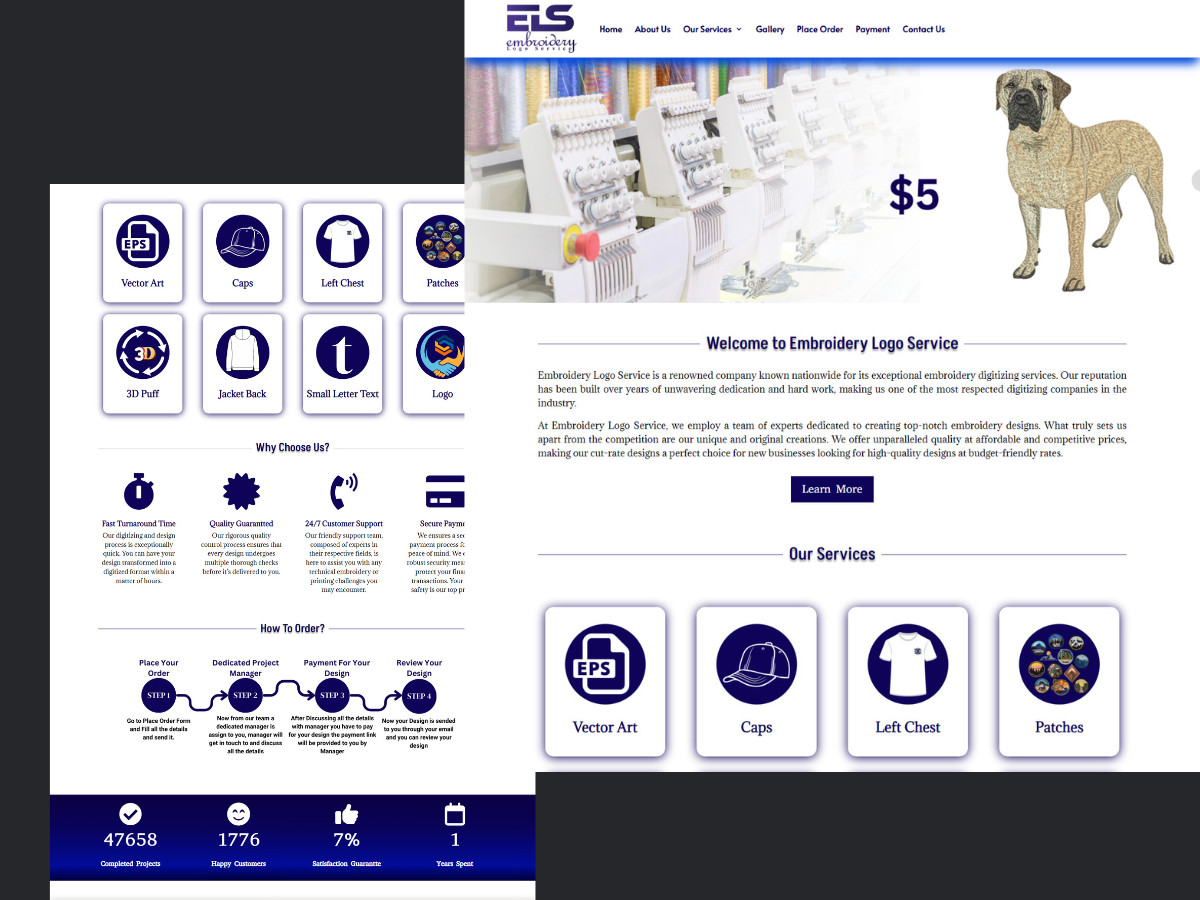 ELS
embroidery
Logo Service
Home About Us Our Services Gallery Place Order Payment Contact Us
$5
Welcome to Embroidery Logo Service
Embroidery Logo Service is a renowned company known nationwide for its exceptional embroidery digitizing services. Our reputation
has been built over years of unwavering dedication and hard work, making us one of the most respected digitizing companies in the
industry.
At Embroidery Logo Service, we employ a team of experts dedicated to creating top-notch embroidery designs. What truly sets us
apart from the competition are our unique and original creations. We offer unparalleled quality at affordable and competitive prices,
making our cut-rate designs a perfect choice for new businesses looking for high-quality designs at budget-friendly rates.
Learn More
Our Services
EPS
Vector Art Caps Left Chest Patches
EPS
Vector Art Caps Left Chest Patches
3D t
3D Puff Jacket Back Small Letter Text Logo
Why Choose Us?
Fast Turnaround Time
Our digitizing and design
process is exceptionally
quick. You can have your
design transformed into a
digitized format within a
matter of hours.
Quality Guarantted
Our rigorous quality
control process ensures that
every design undergoes
multiple thorough checks
before it's delivered to you.
24/7 Customer Support
Our friendly support team,
composed of experts in
their respective fields, is
here to assist you with any
technical embroidery or
printing challenges you
may encounter.
Secure Payme
We ensures a sec
payment process f
peace of mind. We
robust security mea
protect your fina
transactions. Your
safety is our top pr
How To Order?
Place Your
Order
STEP 1
Go to Place Order Form
and Fill all the details
and send it.
Dedicated Project
Manager
STEP 2
Now from our team a
dedicated manager is
assign to you, manager will
get in touch to and discuss
all the details
Payment For Your
Design
STEP 3
After Discussing all the details
with manager you have to pay
for your design the payment link
will be provided to you by
Manager
Review Your
Design
STEP 4
Now your Design is sended
to you through your email
and you can review your
design
47658 1776 7% 1
Completed Projects Happy Customers Satisfaction Guarantte Years Spent